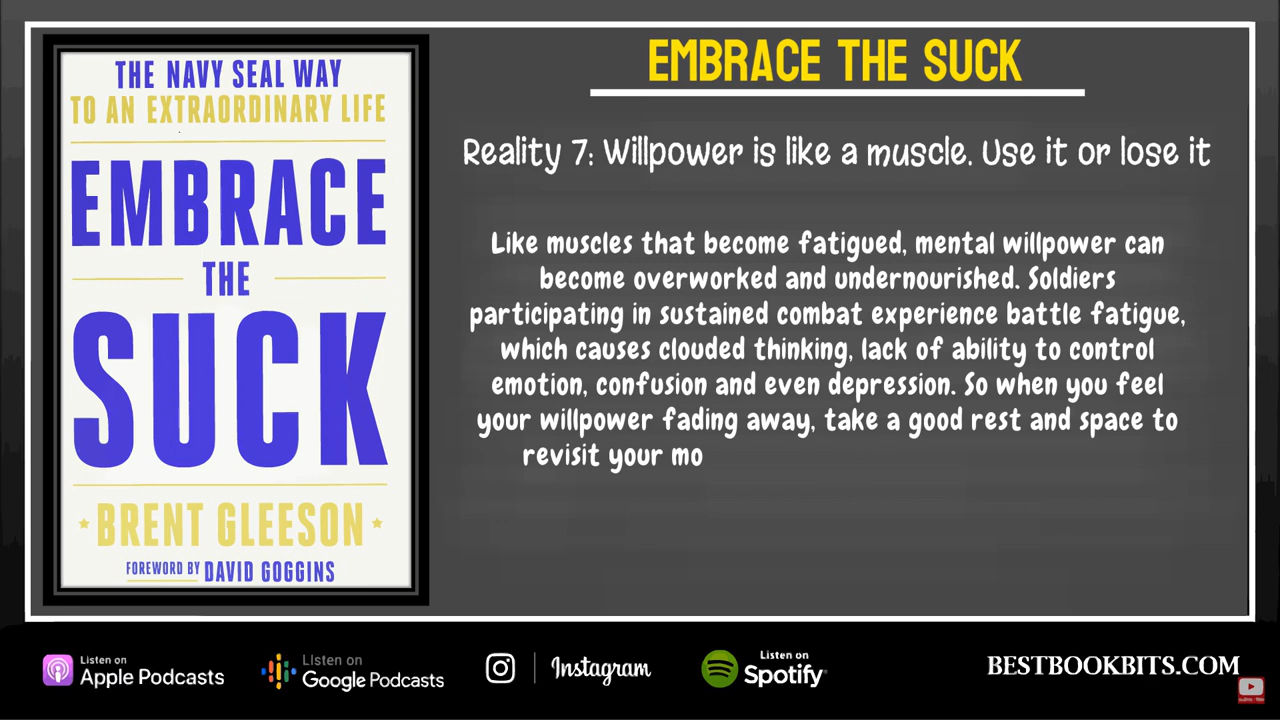 THE NAVY SEAL WAY
TO AN EXTRAORDINARY LIFE
EMBRACE
THE
SUCK
BRENT GLEESON
FOREWORD BY DAVID GOGGINS
EMBRACE THE SUCK
Reality 7: Willpower is like a muscle. Use it or lose it
Like muscles that become fatigued, mental willpower can
become overworked and undernourished. Soldiers
participating in sustained combat experience battle fatigue,
which causes clouded thinking, lack of ability to control
emotion, confusion and even depression. So when you feel
your willpower fading away, take a good rest and space to
revisit your mo
Listen on
Apple Podcasts
Listen on
Google Podcasts
Instagram
Listen on
Spotify
BESTBOOKBITS.COM